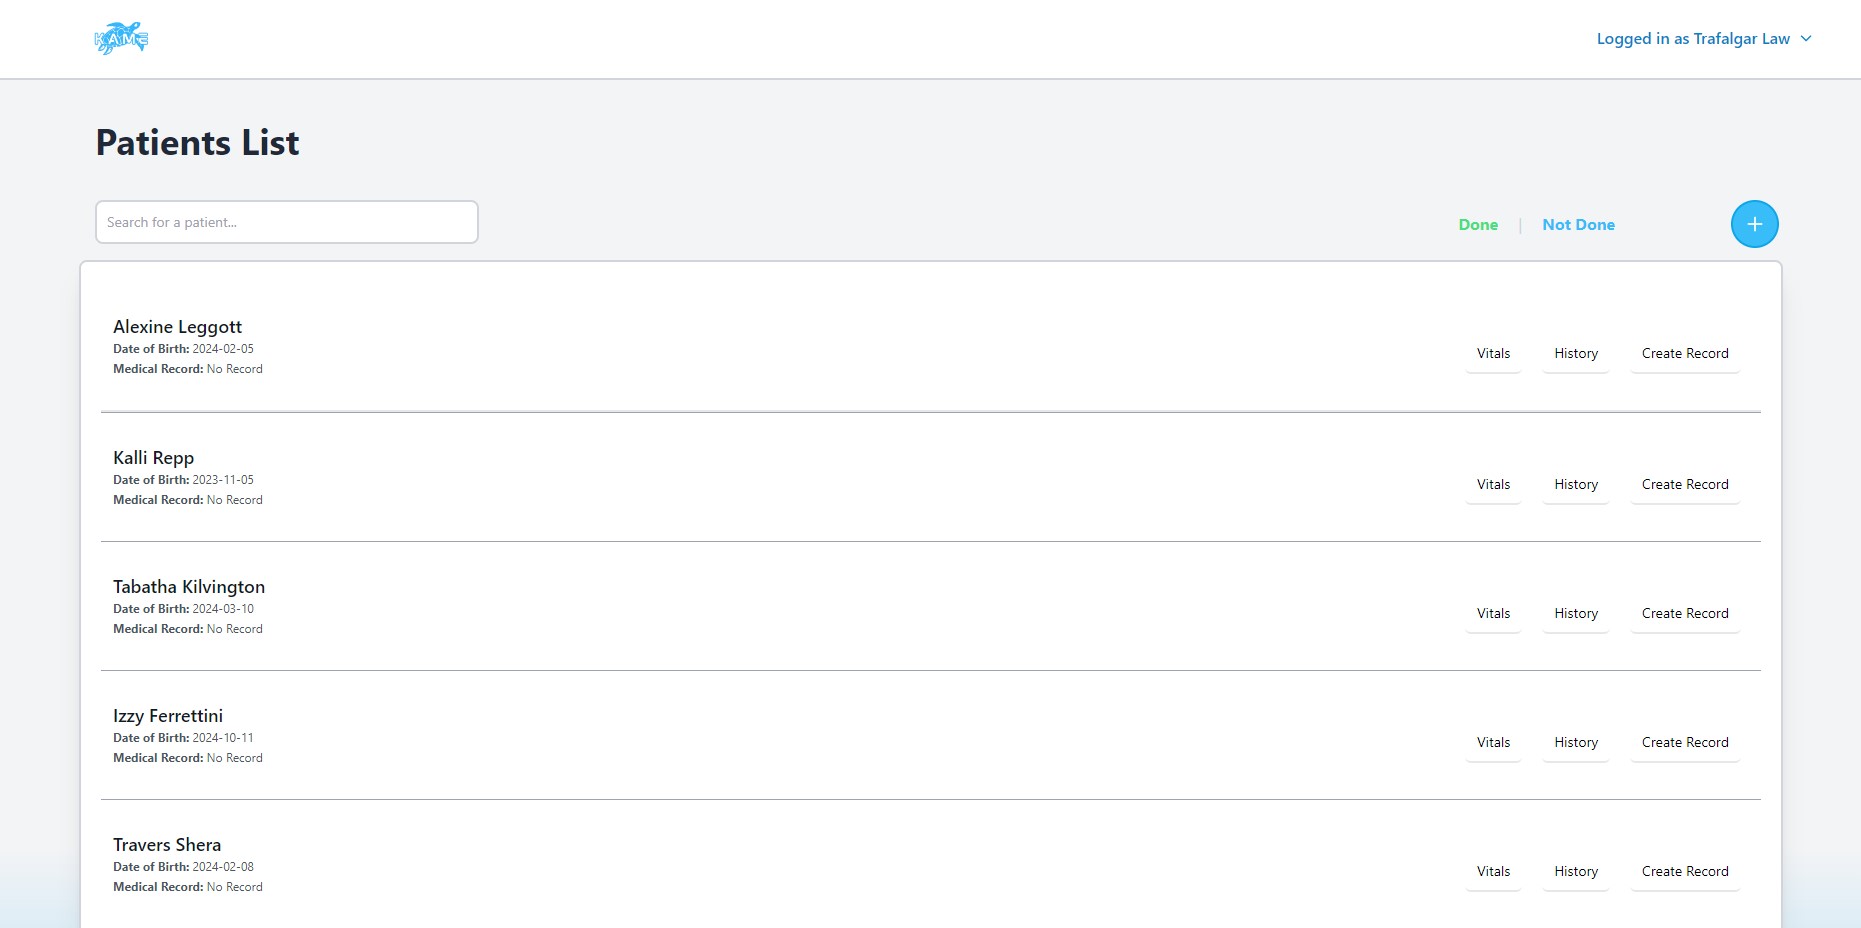 KAME
Logged in as Trafalgar Law
Patients List
Search for a patient...
Done | Not Done
Alexine Leggott
Date of Birth: 2024-02-05
Medical Record: No Record
Vitals History Create Record
Kalli Repp
Date of Birth: 2023-11-05
Medical Record: No Record
Vitals History Create Record
Tabatha Kilvington
Date of Birth: 2024-03-10
Medical Record: No Record
Vitals History Create Record
Izzy Ferrettini
Date of Birth: 2024-10-11
Medical Record: No Record
Vitals History Create Record
Travers Shera
Date of Birth: 2024-02-08
Medical Record: No Record
Vitals History Create Record